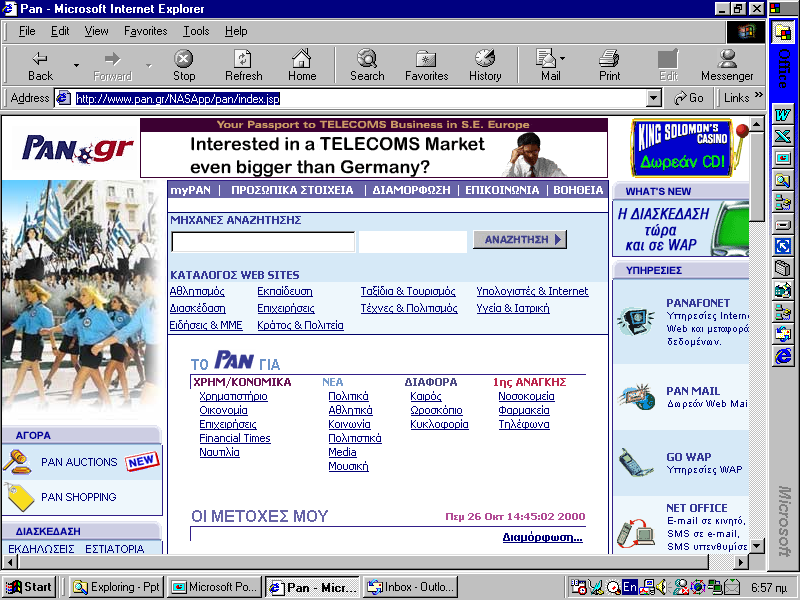 Pan - Microsoft Internet Explorer
File Edit View Favorites Tools Help
Back Forward Stop Refresh Home Search Favorites History Mail Print Edit Messenger
Address http://www.pan.gr/NASApp/pan/index.jsp Go Links »
Office
PAN.gr
Your Passport to TELECOMS Business in S.E. Europe
Interested in a TELECOMS Market
even bigger than Germany?
KING SOLOMON'S
CASINO
Δωρεάν CD!
myPAN | ΠΡΟΣΩΠΙΚΑ ΣΤΟΙΧΕΙΑ | ΔΙΑΜΟΡΦΩΣΗ | ΕΠΙΚΟΙΝΩΝΙΑ | ΒΟΗΘΕΙΑ
ΜΗΧΑΝΕΣ ΑΝΑΖΗΤΗΣΗΣ
ΑΝΑΖΗΤΗΣΗ
ΚΑΤΑΛΟΓΟΣ WEB SITES
Αθλητισμός Εκπαίδευση Ταξίδια & Τουρισμός Υπολογιστές & Internet
Διασκέδαση Επιχειρήσεις Τέχνες & Πολιτισμός Υγεία & Ιατρική
Ειδήσεις & ΜΜΕ Κράτος & Πολιτεία
WHAT'S NEW
Η ΔΙΑΣΚΕΔΑΣΗ
τώρα
και σε WAP
ΥΠΗΡΕΣΙΕΣ
PANAFONET
Υπηρεσίες Intern
Web και μεταφορά
δεδομένων.
PAN MAIL
Δωρεάν Web Mai
GO WAP
Υπηρεσίες WAP
NET OFFICE
E-mail σε κινητό,
SMS σε e-mail,
SMS υπενθυμίσε
ΤΟ PAN ΓΙΑ
ΧΡΗΜ/ΚΟΝΟΜΙΚΑ ΝΕΑ ΔΙΑΦΟΡΑ 1ης ΑΝΑΓΚΗΣ
Χρηματιστήριο Πολιτικά Καιρός Νοσοκομεία
Οικονομία Αθλητικά Ωροσκόπιο Φαρμακεία
Επιχειρήσεις Κοινωνία Κυκλοφορία Τηλέφωνα
Financial Times Πολιτιστικά
Ναυτιλία Media
Μουσική
ΑΓΟΡΑ
PAN AUCTIONS NEW
PAN SHOPPING
ΔΙΑΣΚΕΔΑΣΗ
ΕΚΔΗΛΩΣΕΙΣ ΕΣΤΙΑΤΟΡΙΑ
ΟΙ ΜΕΤΟΧΕΣ ΜΟΥ Πεμ 26 Οκτ 14:45:02 2000
Διαμόρφωση...
Microsoft
Start Exploring - Ppt Microsoft Po... Pan - Micr... Inbox - Outlo... En 6:57 πμ